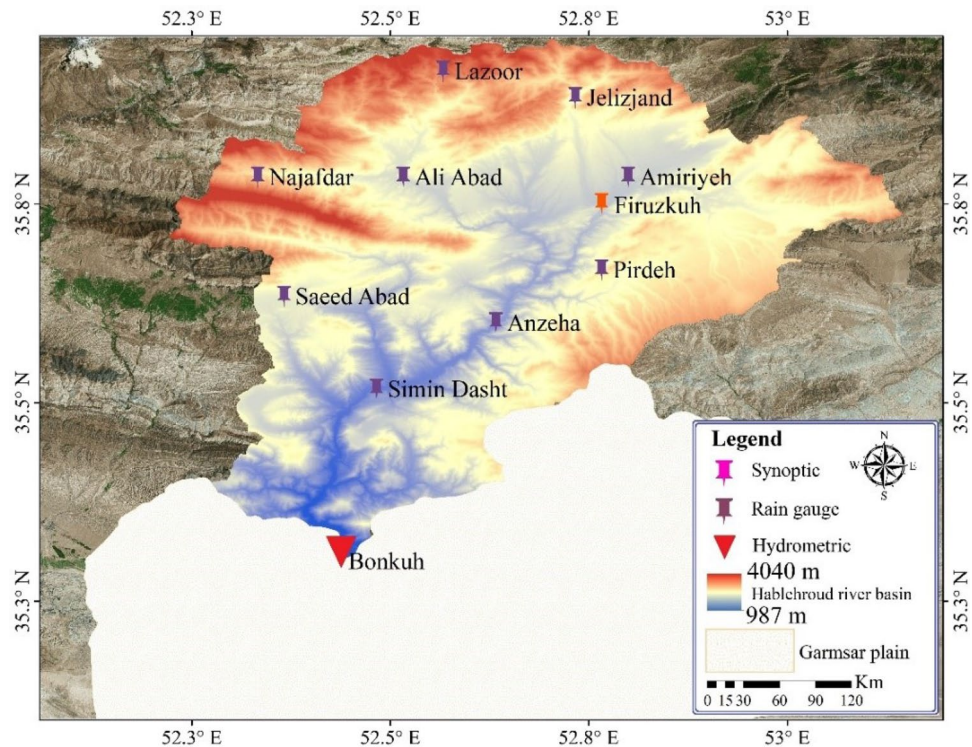 52.3° E
52.5° E
52.8° E
53° E
Lazoor
Jelizjand
Najafdar
Ali Abad
Amiriyeh
35.8° N
35.8° N
Firuzkuh
Pirdeh
Saeed Abad
Anzeha
Simin Dasht
35.5° N
35.5° N
Legend
N
W
E
S
Synoptic
Rain gauge
Hydrometric
4040 m
Hablehroud river basin
987 m
Garmsar plain
Km
0 15 30 60 90 120
Bonkuh
35.3° N
35.3° N
52.3° E
52.5° E
52.8° E
53° E